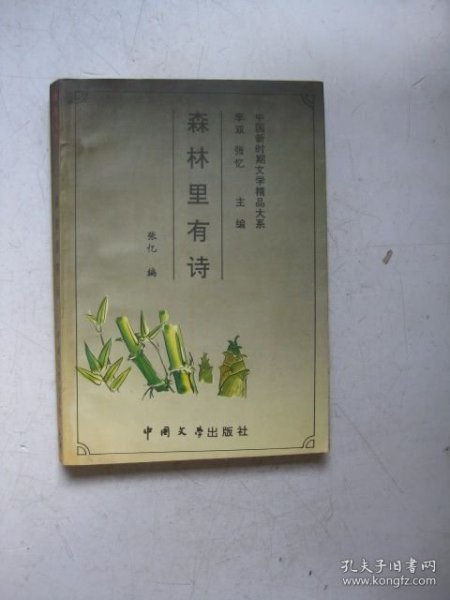 中国新时期文学精品大系
李双 张忆 主编
森林里有诗
张忆 编
中国文学出版社
孔夫子旧书网
www.kongfz.com